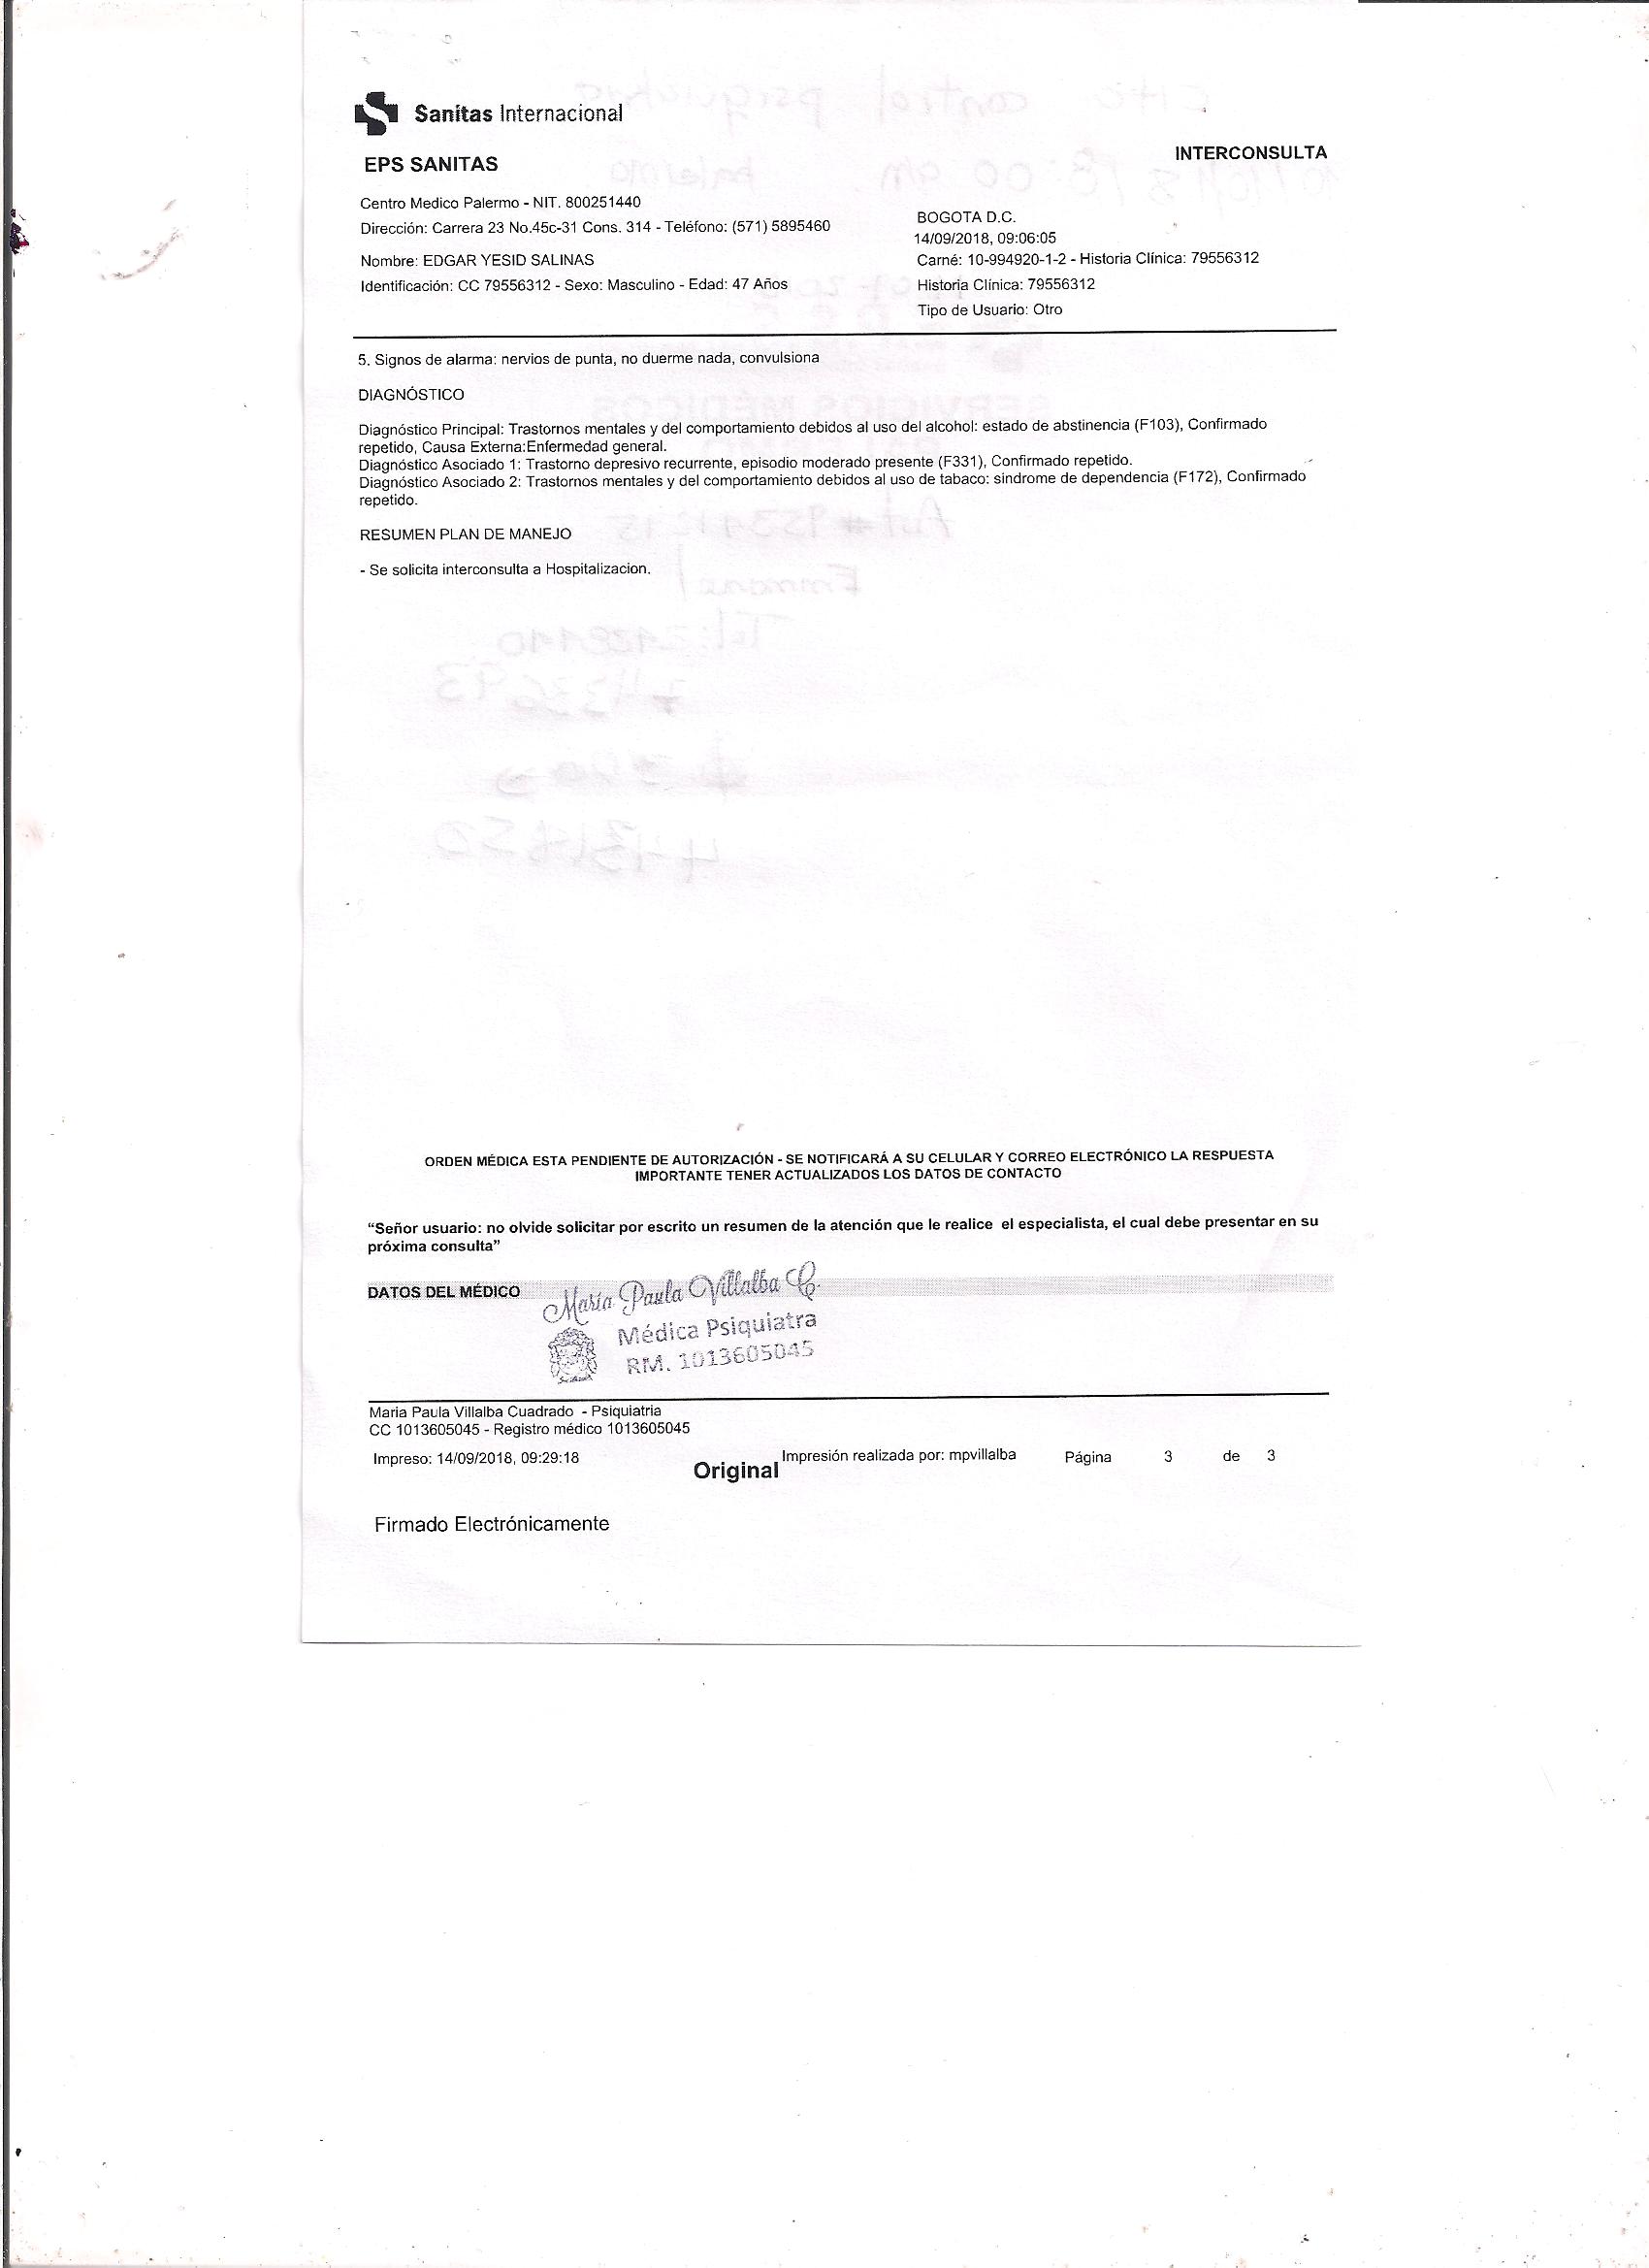 Sanitas Internacional
EPS SANITAS
INTERCONSULTA
Centro Medico Palermo - NIT. 800251440
Dirección: Carrera 23 No.45c-31 Cons. 314 - Teléfono: (571) 5895460
Nombre: EDGAR YESID SALINAS
Identificación: CC 79556312 - Sexo: Masculino - Edad: 47 Años
BOGOTA D.C.
14/09/2018, 09:06:05
Carné: 10-994920-1-2 - Historia Clínica: 79556312
Historia Clínica: 79556312
Tipo de Usuario: Otro
5. Signos de alarma: nervios de punta, no duerme nada, convulsiona
DIAGNÓSTICO
Diagnóstico Principal: Trastornos mentales y del comportamiento debidos al uso del alcohol: estado de abstinencia (F103), Confirmado
repetido, Causa Externa:Enfermedad general.
Diagnóstico Asociado 1: Trastorno depresivo recurrente, episodio moderado presente (F331), Confirmado repetido.
Diagnóstico Asociado 2: Trastornos mentales y del comportamiento debidos al uso de tabaco: sindrome de dependencia (F172), Confirmado
repetido.
RESUMEN PLAN DE MANEJO
- Se solicita interconsulta a Hospitalizacion.
ORDEN MÉDICA ESTA PENDIENTE DE AUTORIZACIÓN - SE NOTIFICARÁ A SU CELULAR Y CORREO ELECTRÓNICO LA RESPUESTA
IMPORTANTE TENER ACTUALIZADOS LOS DATOS DE CONTACTO
“Señor usuario: no olvide solicitar por escrito un resumen de la atención que le realice el especialista, el cual debe presentar en su
próxima consulta”
DATOS DEL MÉDICO
Maria Paula Villalba C.
Médica Psiquiatra
RM. 1013605045
Maria Paula Villalba Cuadrado - Psiquiatria
CC 1013605045 - Registro médico 1013605045
Impreso: 14/09/2018, 09:29:18
Original
Impresión realizada por: mpvillalba
Página 3 de 3
Firmado Electrónicamente